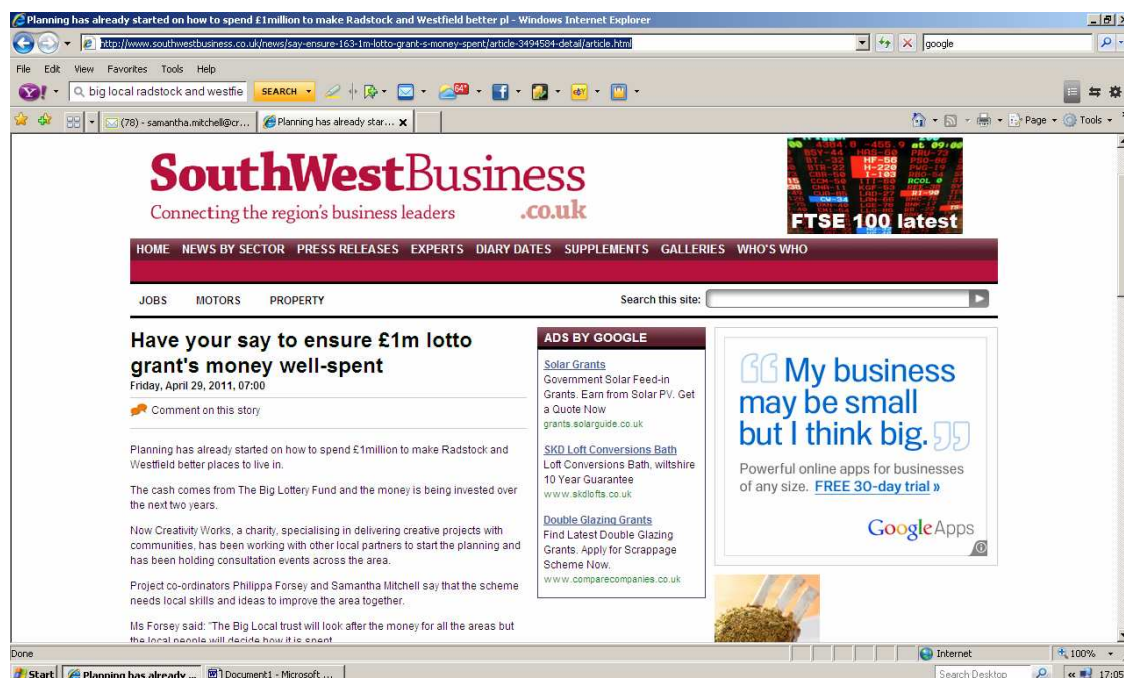 Planning has already started on how to spend £1million to make Radstock and Westfield better pl - Windows Internet Explorer
http://www.southwestbusiness.co.uk/news/say-ensure-163-1m-lotto-grant-s-money-spent/article-3494584-detail/article.html
google
File Edit View Favorites Tools Help
big local radstock and westfie SEARCH
(78) - samantha.mitchell@cr... Planning has already star... Page Tools
SouthWestBusiness
Connecting the region's business leaders .co.uk
FTSE 100 latest
HOME NEWS BY SECTOR PRESS RELEASES EXPERTS DIARY DATES SUPPLEMENTS GALLERIES WHO'S WHO
JOBS MOTORS PROPERTY Search this site:
Have your say to ensure £1m lotto
grant's money well-spent
Friday, April 29, 2011, 07:00
Comment on this story
Planning has already started on how to spend £1million to make Radstock and
Westfield better places to live in.
The cash comes from The Big Lottery Fund and the money is being invested over
the next two years.
Now Creativity Works, a charity, specialising in delivering creative projects with
communities, has been working with other local partners to start the planning and
has been holding consultation events across the area.
Project co-ordinators Philippa Forsey and Samantha Mitchell say that the scheme
needs local skills and ideas to improve the area together.
Ms Forsey said: "The Big Local trust will look after the money for all the areas but
the local people will decide how it is spent
ADS BY GOOGLE
Solar Grants
Government Solar Feed-in
Grants. Earn from Solar PV. Get
a Quote Now
grants.solarguide.co.uk
SKD Loft Conversions Bath
Loft Conversions Bath, wiltshire
10 Year Guarantee
www.skdlofts.co.uk
Double Glazing Grants
Find Latest Double Glazing
Grants. Apply for Scrappage
Scheme Now.
www.comparecompanies.co.uk
My business
may be small
but I think big.
Powerful online apps for businesses
of any size. FREE 30-day trial »
Google Apps
Done Internet 100%
Start Planning has already ... Document1 - Microsoft ... Search Desktop 17:05